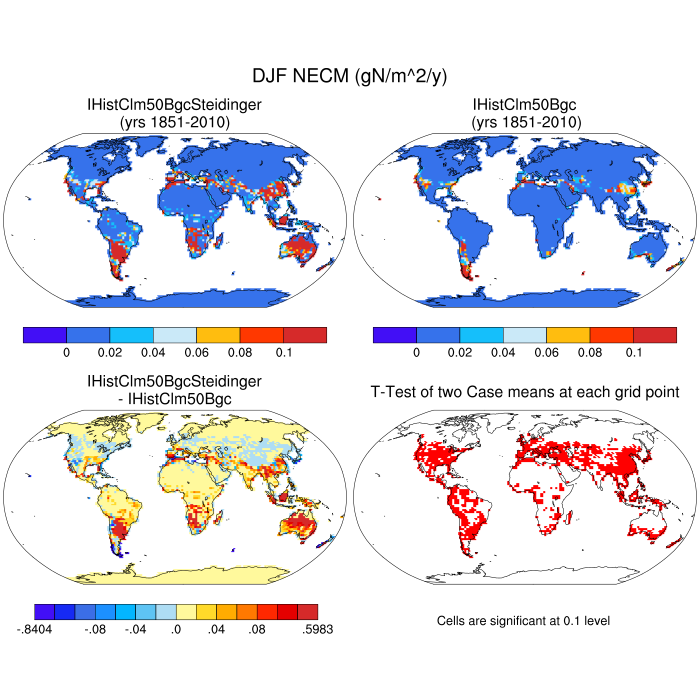 DJF NECM (gN/m^2/y)
IHistClm50BgcSteidinger
(yrs 1851-2010)
IHistClm50Bgc
(yrs 1851-2010)
0 0.02 0.04 0.06 0.08 0.1
0 0.02 0.04 0.06 0.08 0.1
IHistClm50BgcSteidinger
- IHistClm50Bgc
T-Test of two Case means at each grid point
-.8404 -.08 -.04 .0 .04 .08 .5983
Cells are significant at 0.1 level